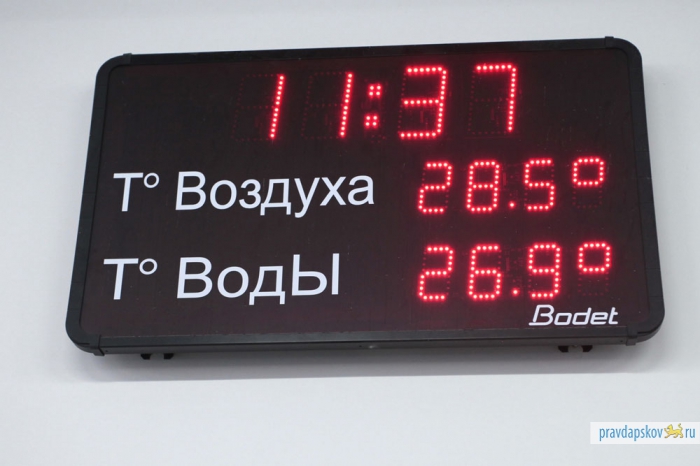 11:37
T° Воздуха 28.5°
T° ВодЫ 26.9°
Bodet
pravdapskov.ru